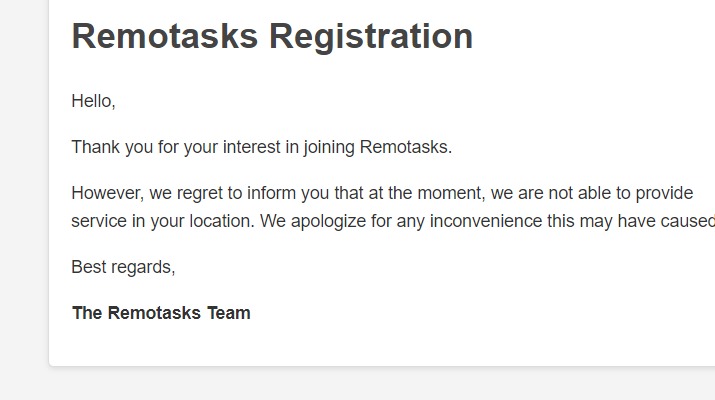 Remotasks Registration
Hello,
Thank you for your interest in joining Remotasks.
However, we regret to inform you that at the moment, we are not able to provide
service in your location. We apologize for any inconvenience this may have caused
Best regards,
The Remotasks Team